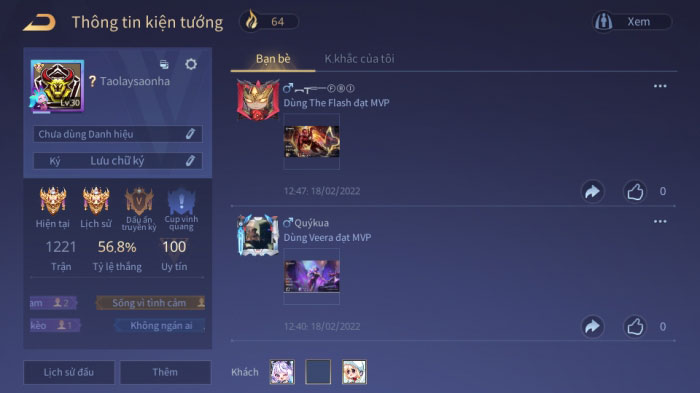 Thông tin kiện tướng
64
Xem
Bạn bè
K.khắc của tôi
Lv.30
? Taolaysaonha
Chưa dùng Danh hiệu
Ký Lưu chữ ký
Hiện tại
Lịch sử
Dấu ấn truyền kỳ
Cup vinh quang
1221
56,8%
100
Trận
Tỷ lệ thắng
Uy tín
am 2
Sống vì tình cảm
kèo 1
Không ngán ai
Lịch sử đấu
Thêm
ⒻⒷⒾ
Dùng The Flash đạt MVP
12:47: 18/02/2022
0
Quỷkua
Dùng Veera đạt MVP
12:40: 18/02/2022
0
Khách